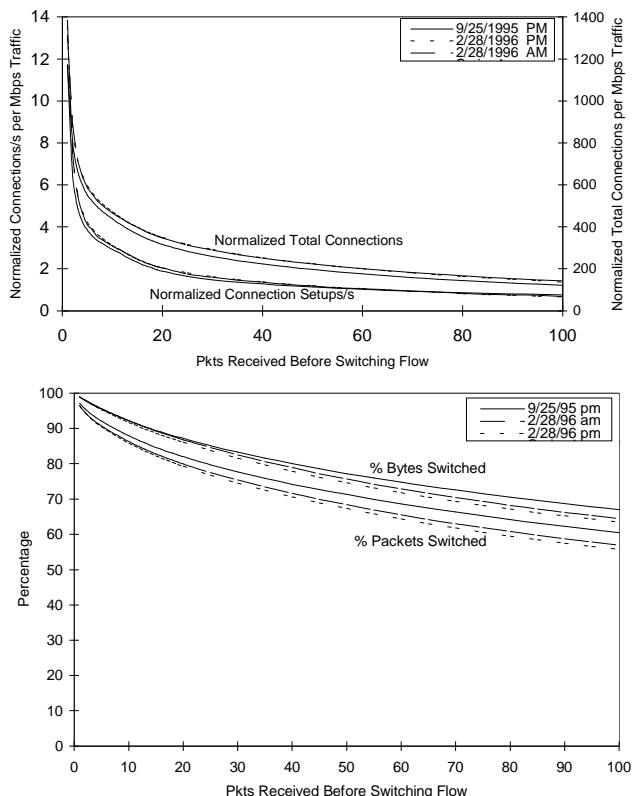 14
12
10
8
6
4
2
0
Normalized Connections/s per Mbps Traffic
9/25/1995 PM
2/28/1996 PM
2/28/1996 AM
1400
1200
1000
800
600
400
200
0
Normalized Total Connections per Mbps Traffic
Normalized Total Connections
Normalized Connection Setups/s
0 20 40 60 80 100
Pkts Received Before Switching Flow
100
90
80
70
60
50
40
30
20
10
0
Percentage
9/25/95 pm
2/28/96 am
2/28/96 pm
% Bytes Switched
% Packets Switched
0 10 20 30 40 50 60 70 80 90 100
Pkts Received Before Switching Flow